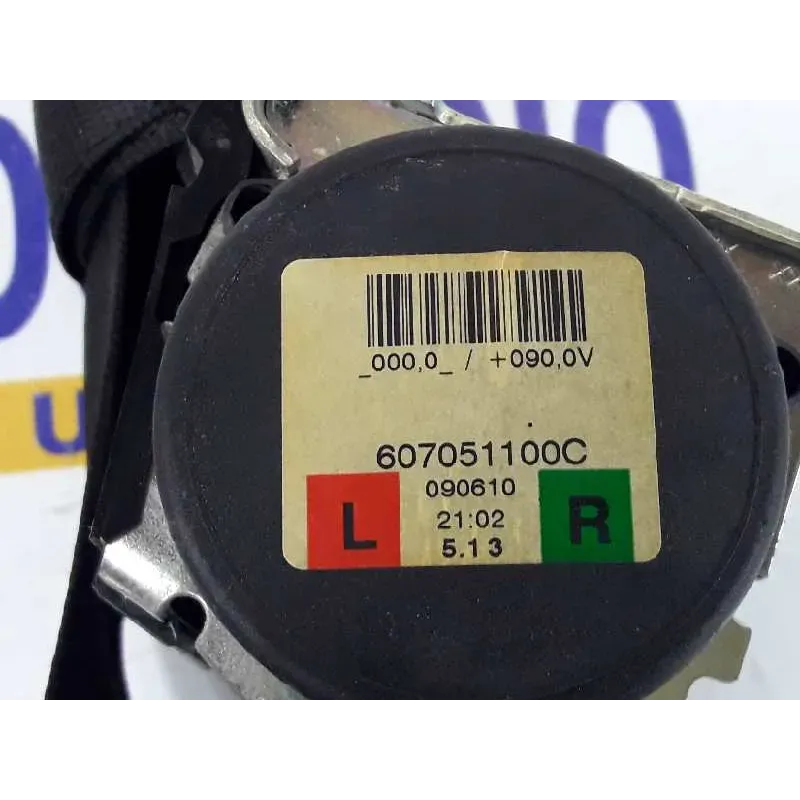 _000,0_ / +090,0V
607051100C
090610
L 21:02 R
5.13